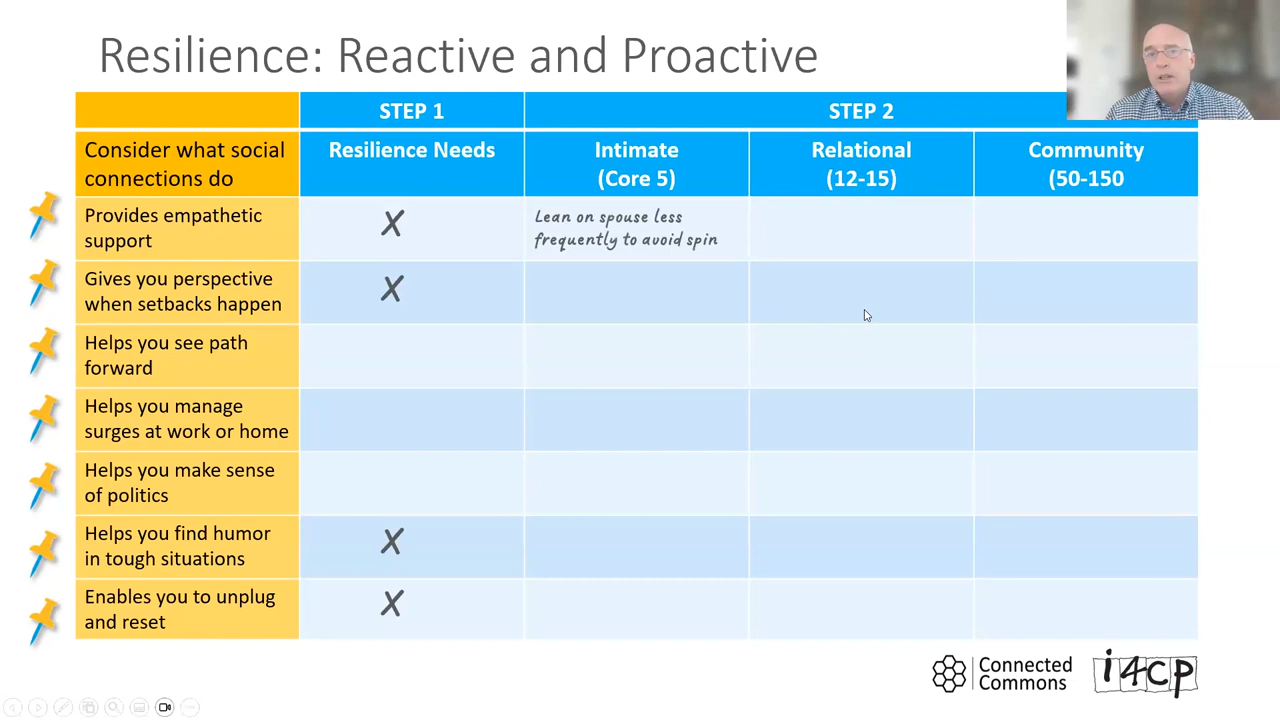 Resilience: Reactive and Proactive
STEP 1
STEP 2
Consider what social
connections do
Resilience Needs
Intimate
(Core 5)
Relational
(12-15)
Community
(50-150
Provides empathetic
support
X
Lean on spouse less
frequently to avoid spin
Gives you perspective
when setbacks happen
X
Helps you see path
forward
Helps you manage
surges at work or home
Helps you make sense
of politics
Helps you find humor
in tough situations
X
Enables you to unplug
and reset
X
Connected
Commons
i4cp